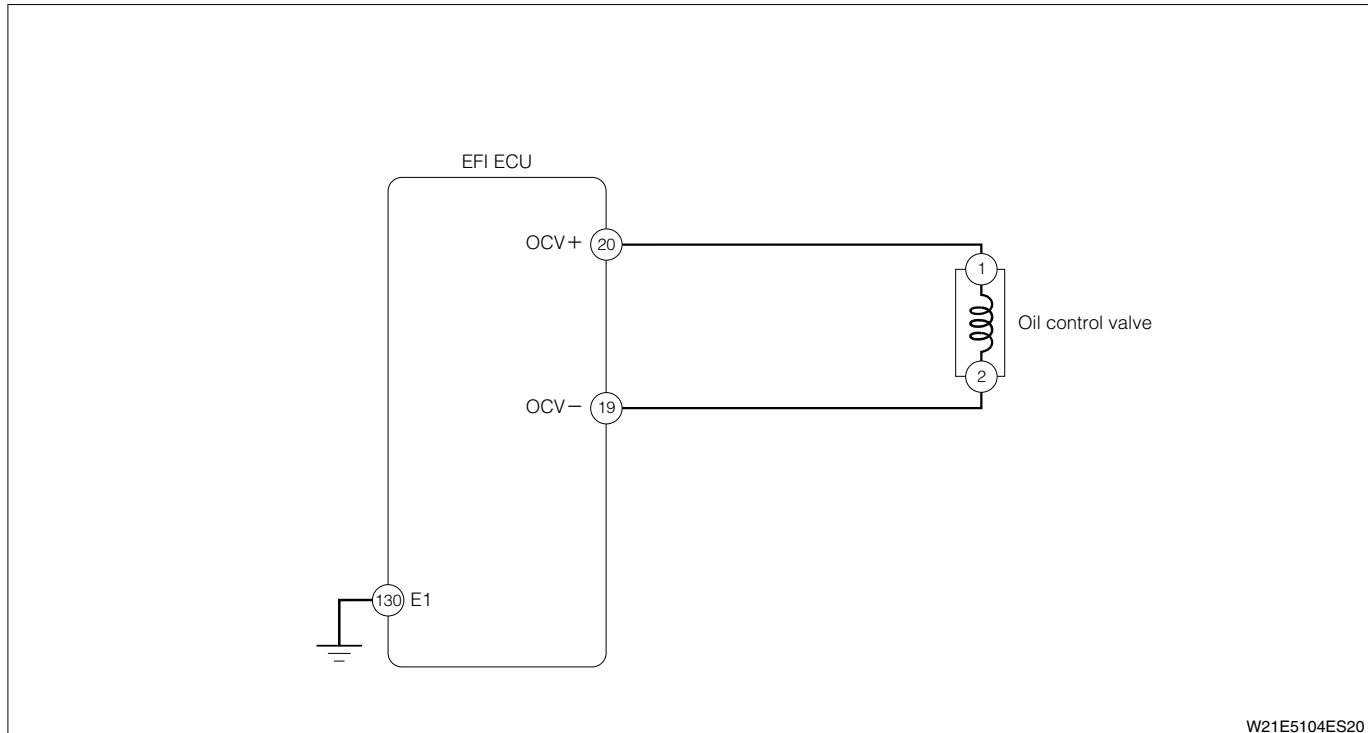 EFI ECU
OCV+ 20
1
Oil control valve
2
OCV− 19
130 E1
W21E5104ES20